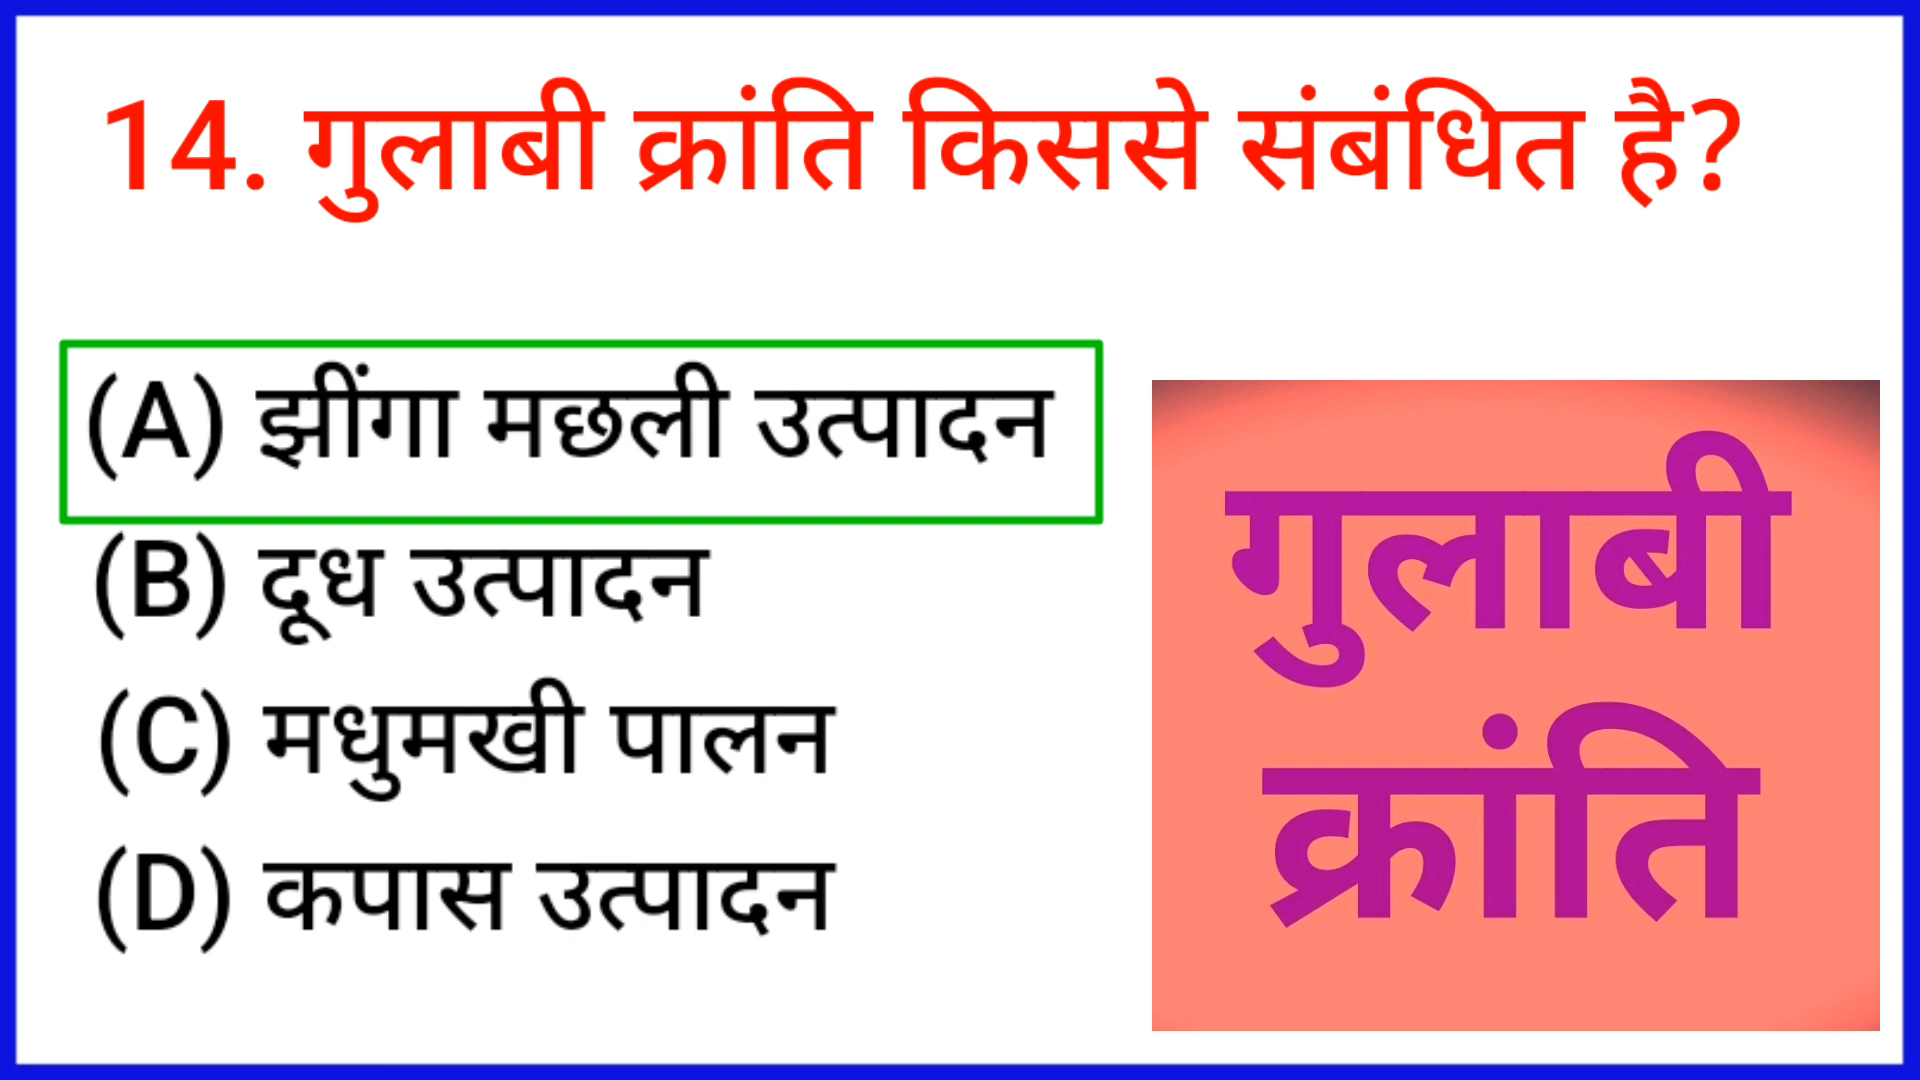 14. गुलाबी क्रांति किससे संबंधित है?
(A) झींगा मछली उत्पादन
(B) दूध उत्पादन
(C) मधुमखी पालन
(D) कपास उत्पादन
गुलाबी
क्रांति